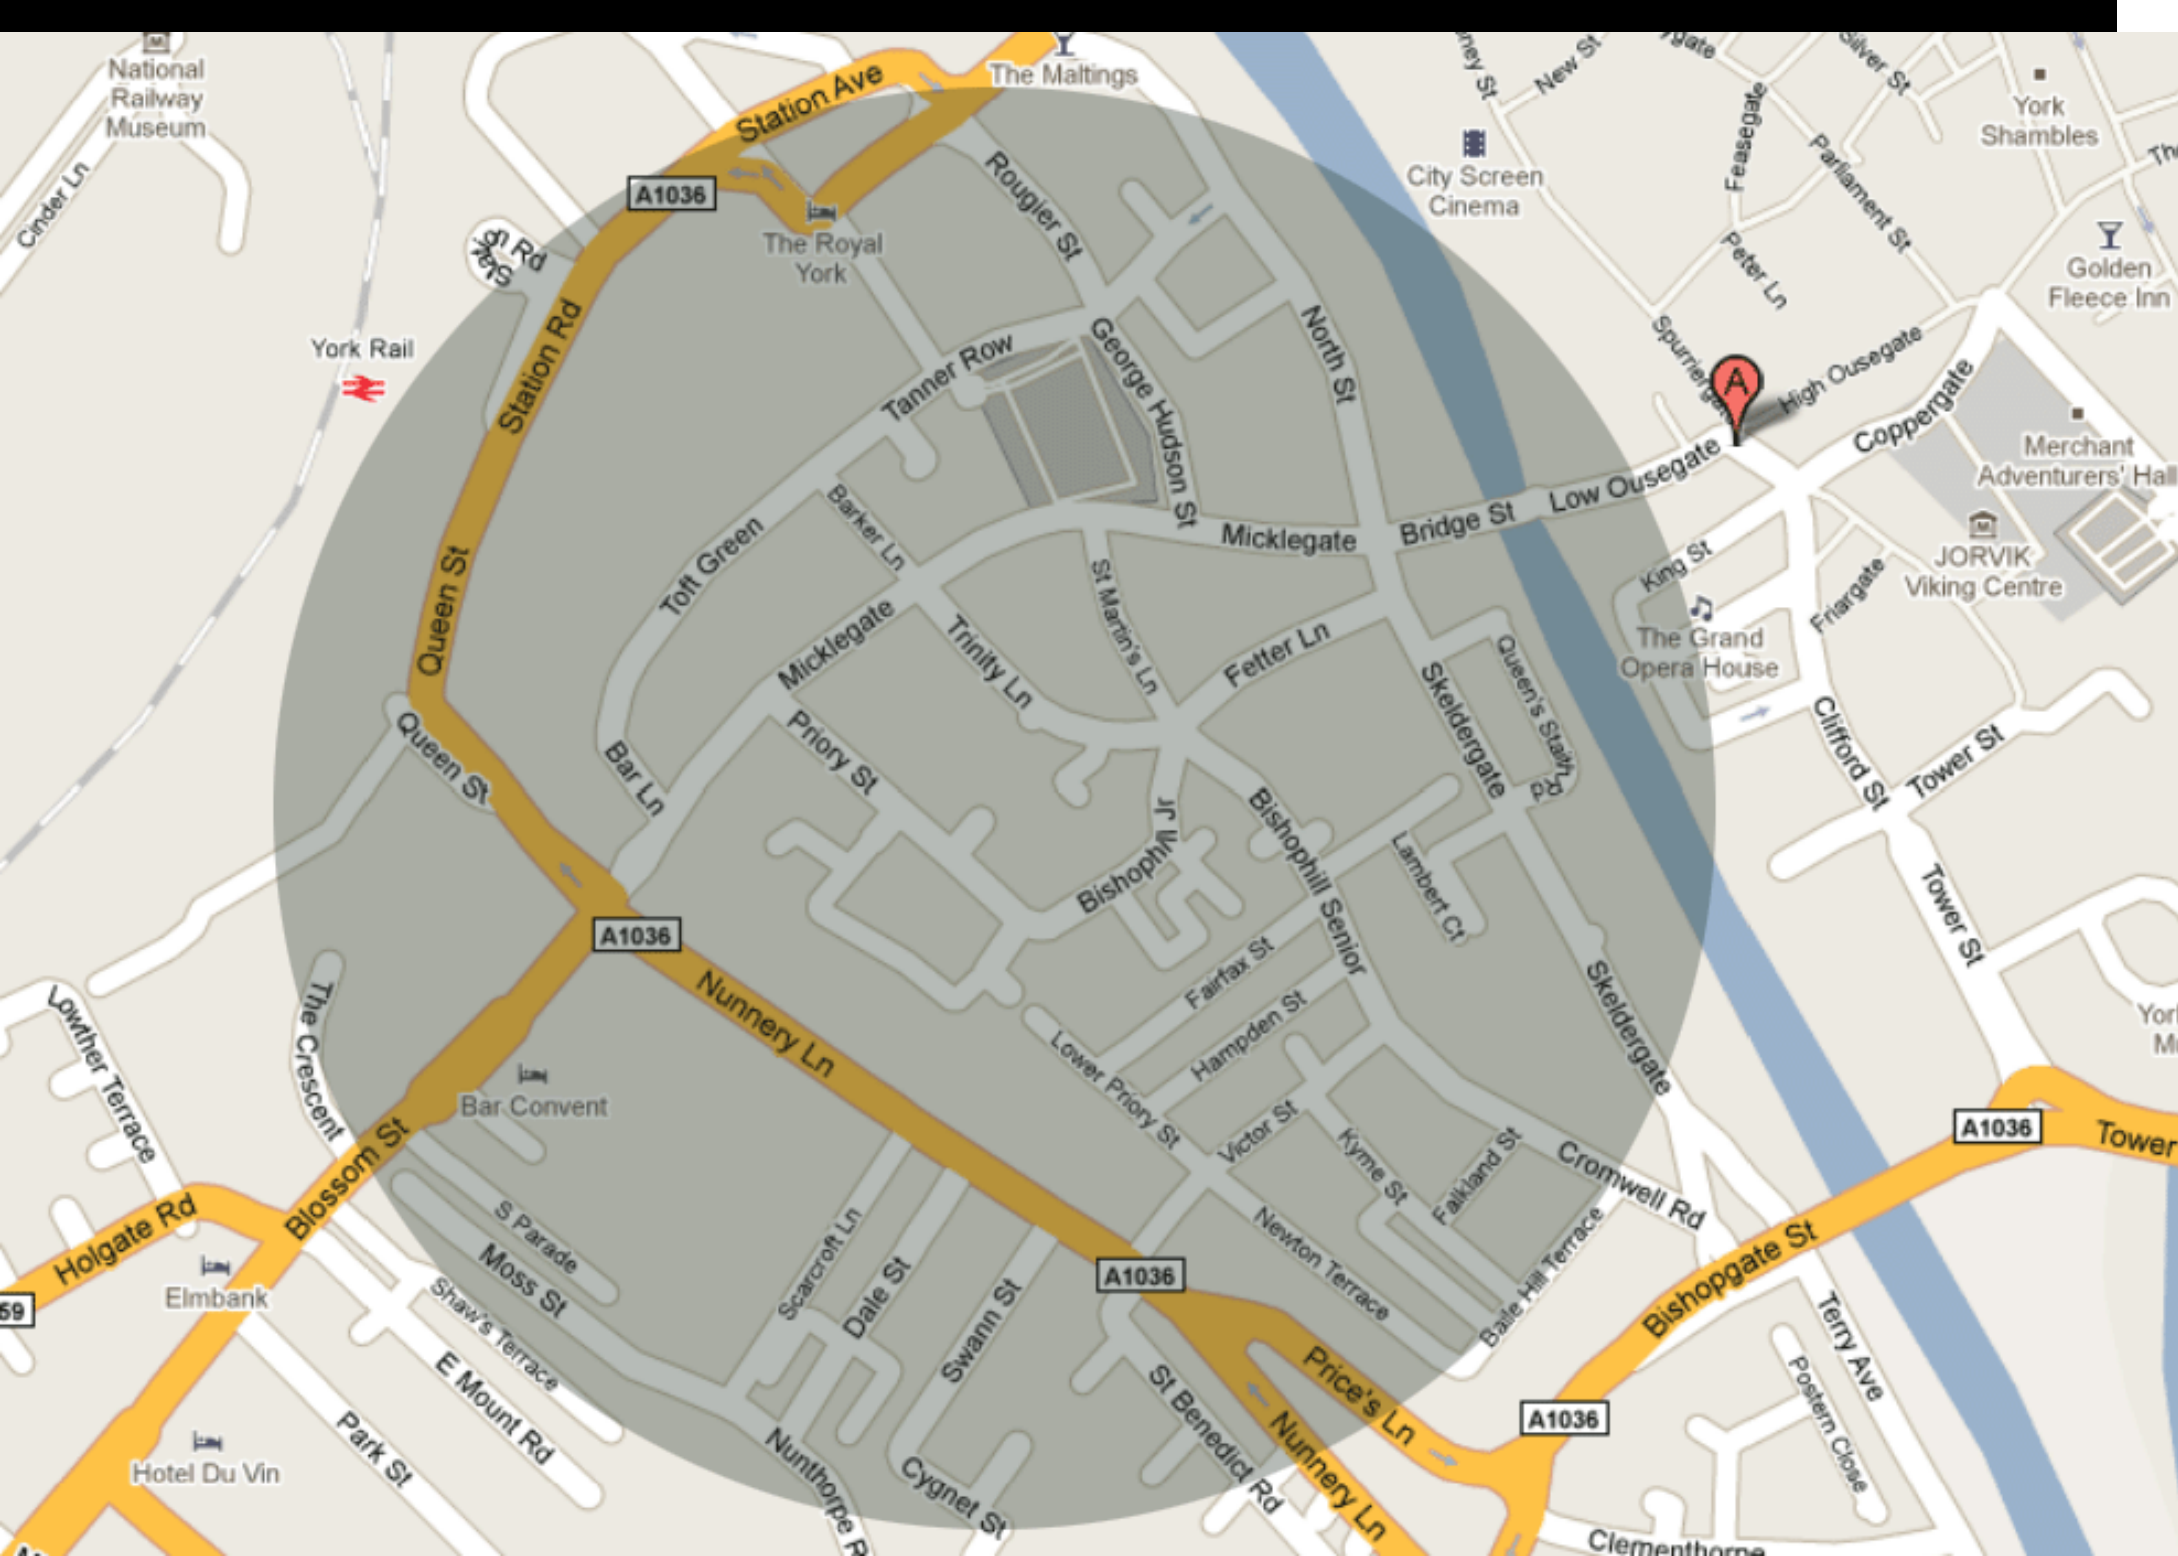 National
Railway
Museum
Cinder Ln
Station Ave
The Maltings
New St
Silver St
Feasegate
Parliament St
York
Shambles
City Screen
Cinema
Peter Ln
Golden
Fleece Inn
A1036
Rougier St
The Royal
York
York Rail
Station Rd
Tanner Row
George Hudson St
North St
A
High Ousegate
Coppergate
Merchant
Adventurers' Hall
Low Ousegate
Bridge St
Micklegate
Barker Ln
Toft Green
Queen St
Micklegate
Trinity Ln
St Martin's Ln
Fetter Ln
King St
JORVIK
Viking Centre
Friargate
The Grand
Opera House
Queen's Staith Rd
Skeldergate
Clifford St
Tower St
Queen St
Bar Ln
Priory St
Bishophill Jr
Bishophill Senior
Lambert Ct
Tower St
A1036
Nunnery Ln
Fairfax St
Hampden St
Skeldergate
Lowther Terrace
The Crescent
Bar Convent
Lower Priory St
Victor St
Kyme St
Falkland St
Cromwell Rd
A1036
Tower
Blossom St
Holgate Rd
Elmbank
59
S Parade
Moss St
Shaw's Terrace
E Mount Rd
Scarcroft Ln
Dale St
Swann St
A1036
Newton Terrace
Baile Hill Terrace
Bishopgate St
Terry Ave
Postern Close
Price's Ln
A1036
Hotel Du Vin
Park St
Nunthorpe R
Cygnet St
St Benedict Rd
Nunnery Ln
Clementhorpe